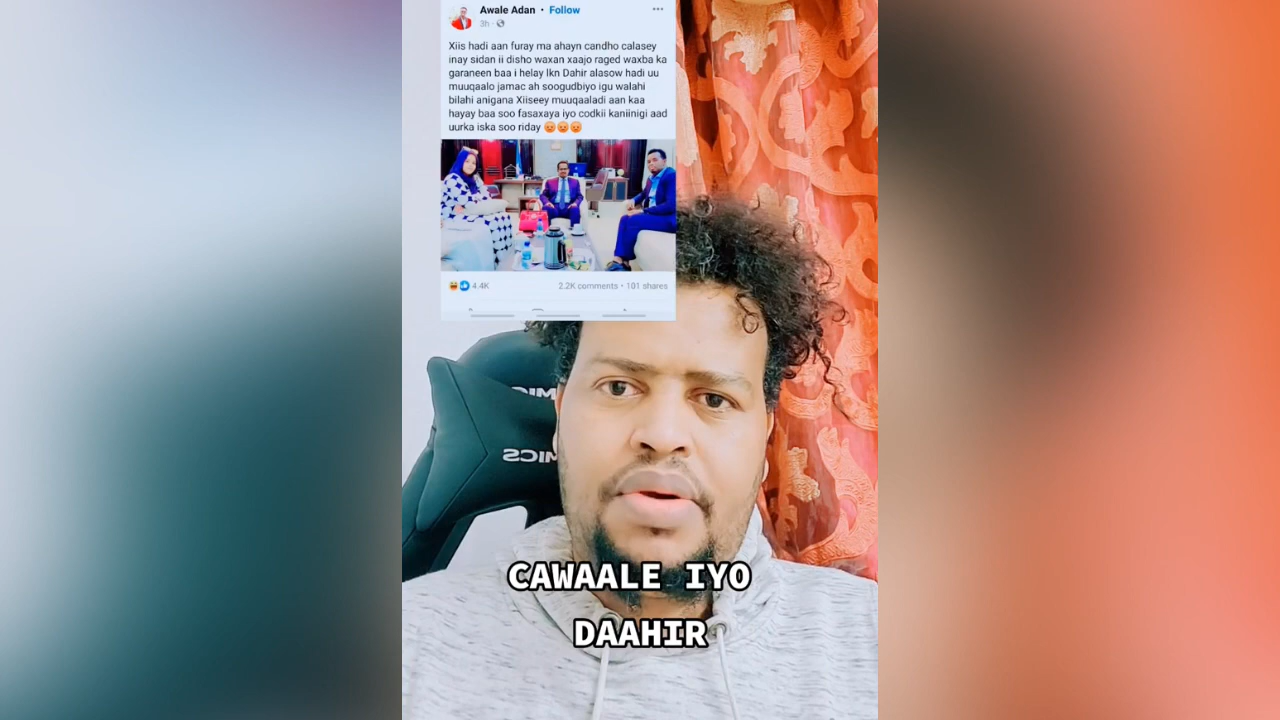 Awale Adan · Follow
3h ·
Xiis hadi aan furay ma ahayn candho calasey
inay sidan ii disho waxan xaajo raged waxba ka
garaneen baa i helay lkn Dahir alasow hadi uu
muuqaalo jamac ah soogudbiyo igu walahi
bilahi anigana Xiiseey muuqaaladi aan kaa
hayay baa soo fasaxaya iyo codkii kaniinigi aad
uurka iska soo riday 😡😡😡
4.4K 2.2K comments · 101 shares
CAWAALE IYO
DAAHIR